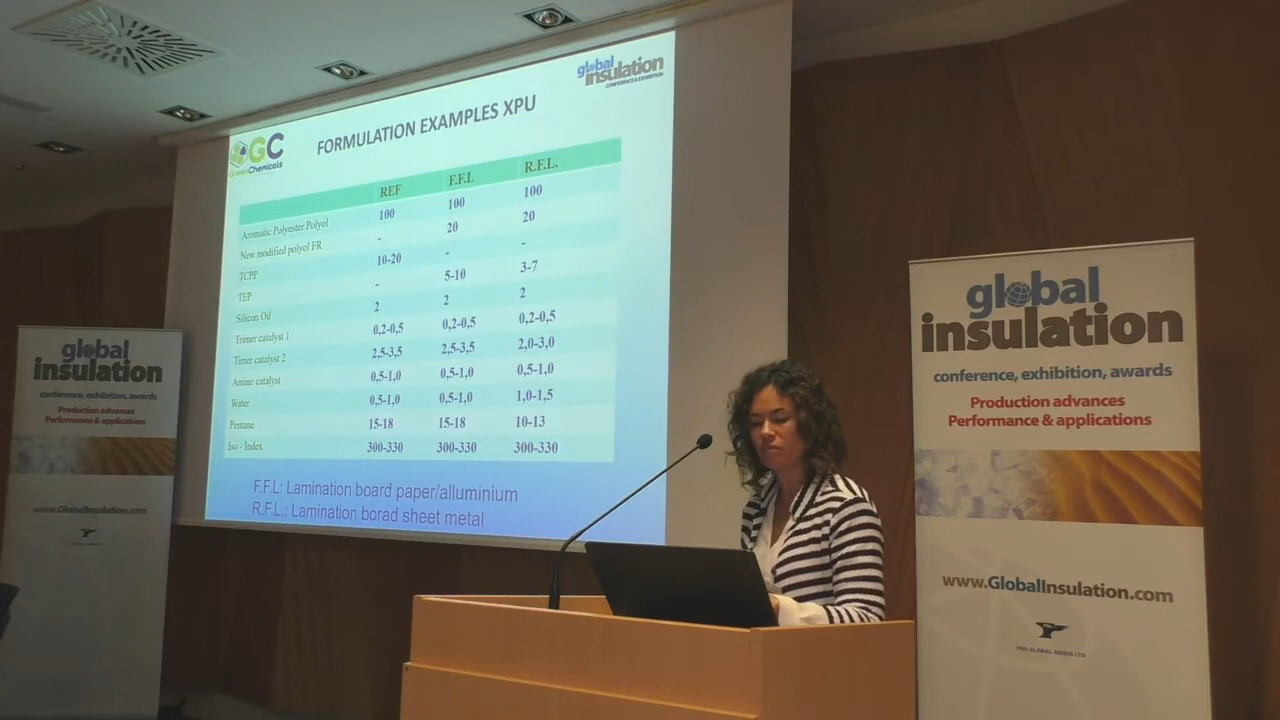 global
insulation
CONFERENCE & EXHIBITION
GC
GreenChemicals
FORMULATION EXAMPLES XPU
REF F.F.L R.F.L.
Aromatic Polyester Polyol 100 100 100
New modified polyol FR - 20 20
TCPP 10-20 - -
TEP - 5-10 3-7
Silicon Oil 2 2 2
Trimer catalyst 1 0,2-0,5 0,2-0,5 0,2-0,5
Timer catalyst 2 2,5-3,5 2,5-3,5 2,0-3,0
Amine catalyst 0,5-1,0 0,5-1,0 0,5-1,0
Water 0,5-1,0 0,5-1,0 1,0-1,5
Pentane 15-18 15-18 10-13
Iso - Index 300-330 300-330 300-330
F.F.L: Lamination board paper/alluminium
R.F.L.: Lamination borad sheet metal
global
insulation
conference, exhibition, awards
Production advances
Performance & applications
www.GlobalInsulation.com
global
insulation
conference, exhibition, awards
Production advances
Performance & applications
www.GlobalInsulation.com
PRO GLOBAL MEDIA LTD